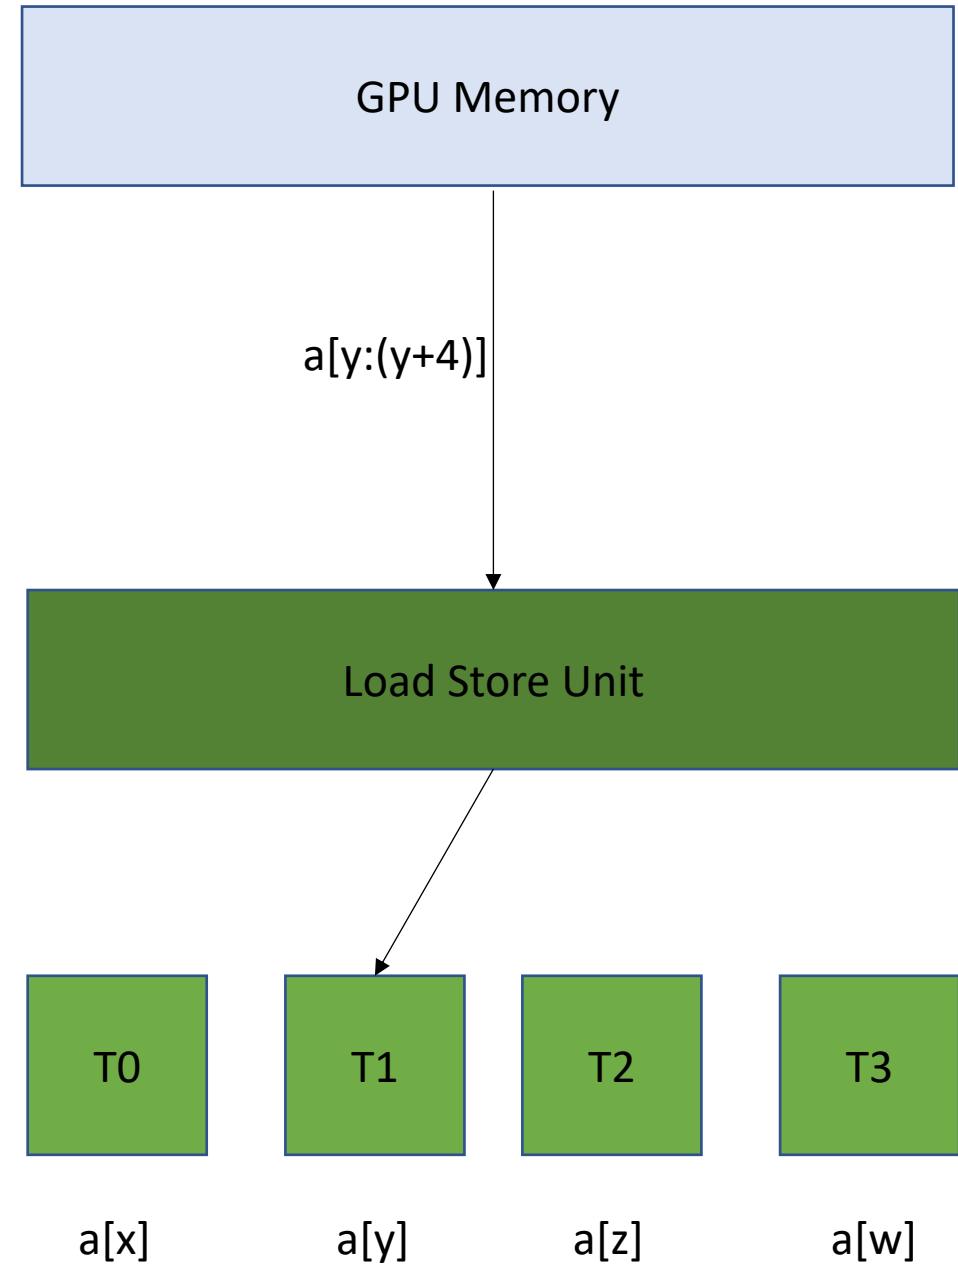 GPU Memory
a[y:(y+4)]
Load Store Unit
T0 T1 T2 T3
a[x] a[y] a[z] a[w]